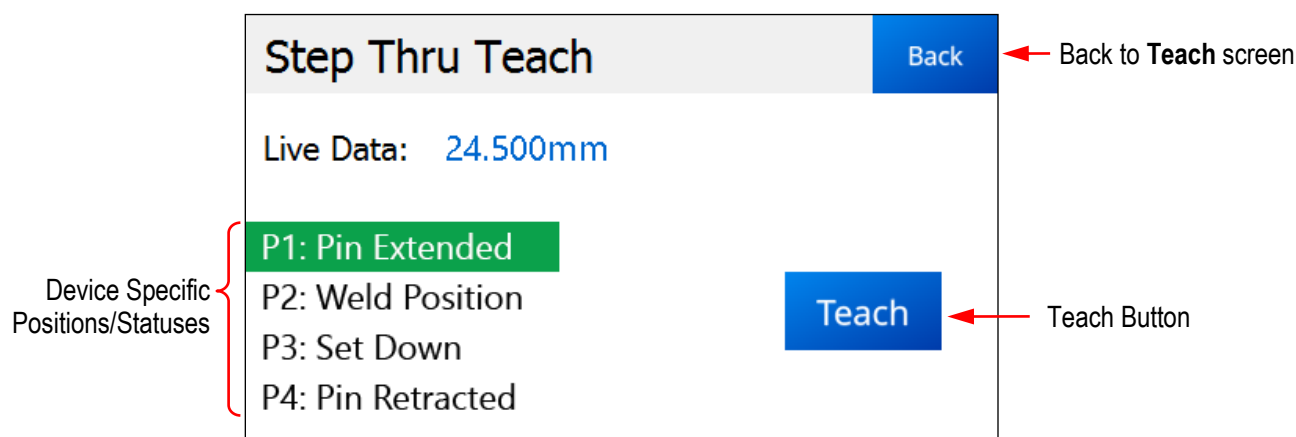 Step Thru Teach
Back
Back to Teach screen
Live Data: 24.500mm
Device Specific
Positions/Statuses
P1: Pin Extended
P2: Weld Position
P3: Set Down
P4: Pin Retracted
Teach
Teach Button